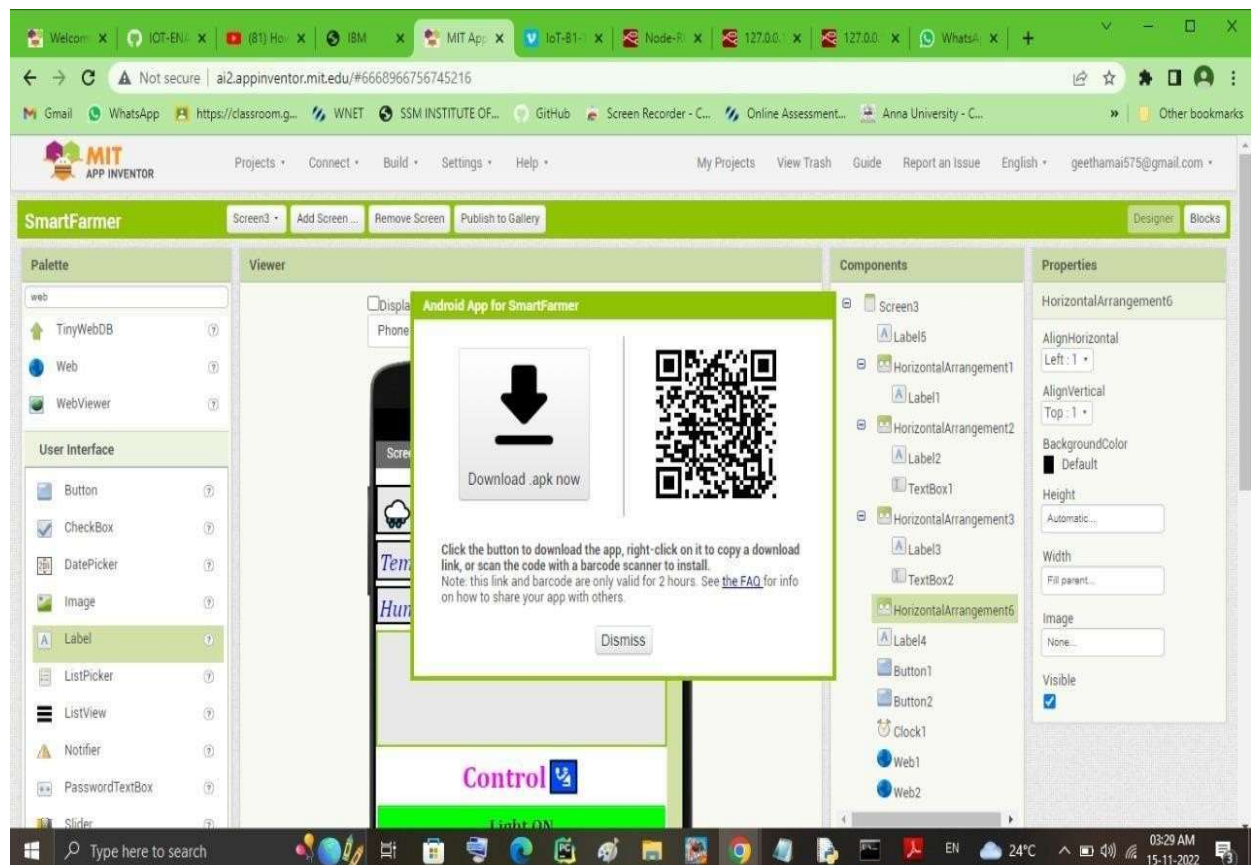 Welcom
IOT-ENA
(81) Ho
IBM
MIT App
IoT-B1-
Node-R
127.0.0.1
127.0.0.
WhatsA
Not secure | ai2.appinventor.mit.edu/#6668966756745216
Gmail
WhatsApp
https://classroom.g...
WNET
SSM INSTITUTE OF...
GitHub
Screen Recorder - C...
Online Assessment...
Anna University - C...
»
Other bookmarks
MIT
APP INVENTOR
Projects
Connect
Build
Settings
Help
My Projects
View Trash
Guide
Report an Issue
English
geethamai575@gmail.com
SmartFarmer
Screen3
Add Screen ...
Remove Screen
Publish to Gallery
Designer
Blocks
Palette
web
TinyWebDB
Web
WebViewer
User Interface
Button
CheckBox
DatePicker
Image
Label
ListPicker
ListView
Notifier
PasswordTextBox
Slider
Viewer
Displa
Phone
Scree
Tem
Hum
Control
Light ON
Android App for SmartFarmer
Download .apk now
Click the button to download the app, right-click on it to copy a download
link, or scan the code with a barcode scanner to install.
Note: this link and barcode are only valid for 2 hours. See the FAQ for info
on how to share your app with others.
Dismiss
Components
Screen3
Label5
HorizontalArrangement1
Label1
HorizontalArrangement2
Label2
TextBox1
HorizontalArrangement3
Label3
TextBox2
HorizontalArrangement6
Label4
Button1
Button2
Clock1
Web1
Web2
Properties
HorizontalArrangement6
AlignHorizontal
Left : 1
AlignVertical
Top : 1
BackgroundColor
Default
Height
Automatic...
Width
Fill parent...
Image
None...
Visible
Type here to search
EN
24°C
03:29 AM
15-11-2022
3